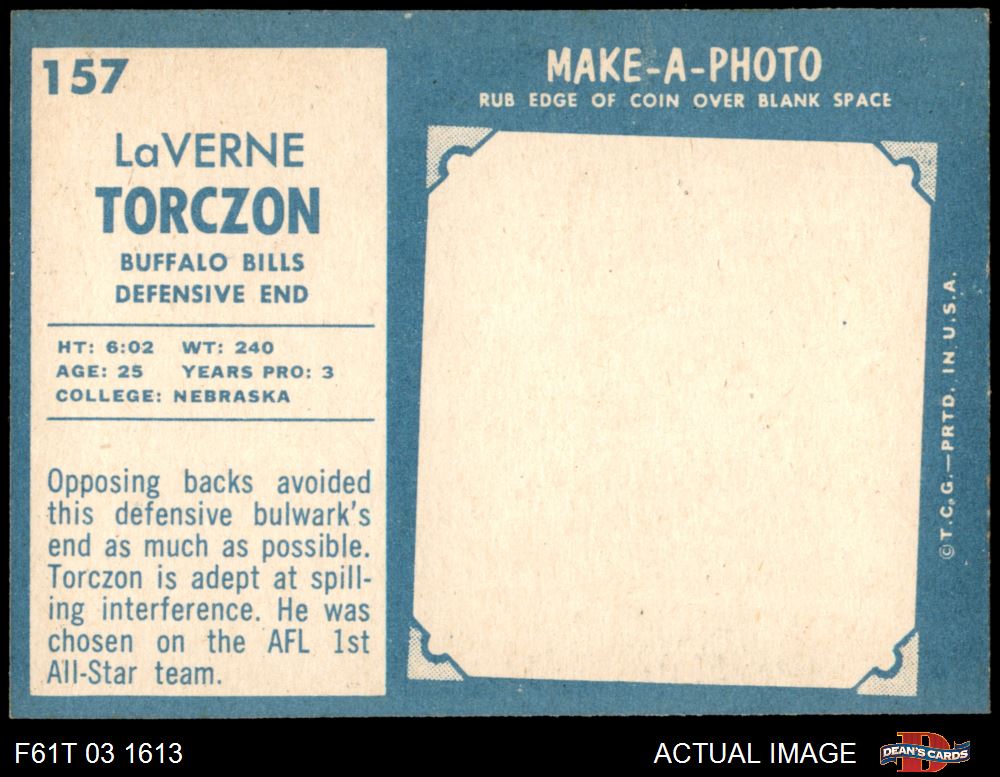 157
LaVERNE
TORCZON
BUFFALO BILLS
DEFENSIVE END
HT: 6:02 WT: 240
AGE: 25 YEARS PRO: 3
COLLEGE: NEBRASKA
Opposing backs avoided
this defensive bulwark's
end as much as possible.
Torczon is adept at spill-
ing interference. He was
chosen on the AFL 1st
All-Star team.
MAKE-A-PHOTO
RUB EDGE OF COIN OVER BLANK SPACE
© T.C.G.—PRTD. IN U.S.A.
F61T 03 1613
ACTUAL IMAGE
D
DEAN'S CARDS